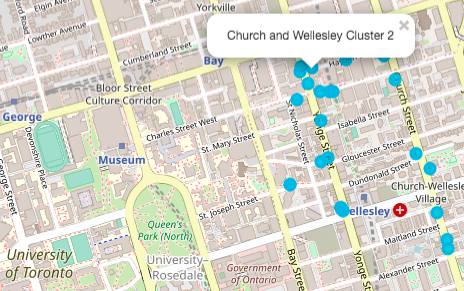 Yorkville
Elgin Avenue
Lowther Avenue
Church and Wellesley Cluster 2
×
Cumberland Street
Bay
Bloor Street
Culture Corridor
George
Charles Street West
St. Mary Street
St Nicholas Street
Isabella Street
Church Street
Yonge Street
Museum
Devonshire Place
George Street
Gloucester Street
Dundonald Street
Church-Wellesley
Village
St. Joseph Street
Wellesley
Queen's
Park (North)
Maitland Street
University
of Toronto
University-
Rosedale
Bay Street
Yonge Street
Government
of Ontario
Alexander Street